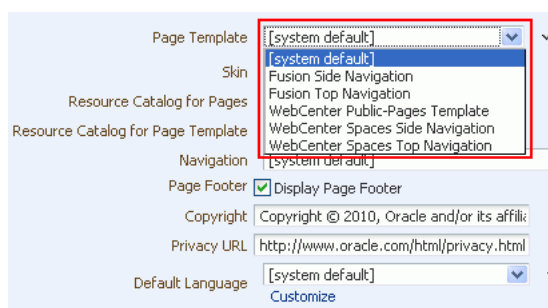 Page Template [system default]
[system default]
Skin
Fusion Side Navigation
Fusion Top Navigation
Resource Catalog for Pages
WebCenter Public-Pages Template
Resource Catalog for Page Template
WebCenter Spaces Side Navigation
WebCenter Spaces Top Navigation
Navigation [system default]
Page Footer Display Page Footer
Copyright Copyright © 2010, Oracle and/or its affili
Privacy URL http://www.oracle.com/html/privacy.html
Default Language [system default]
Customize